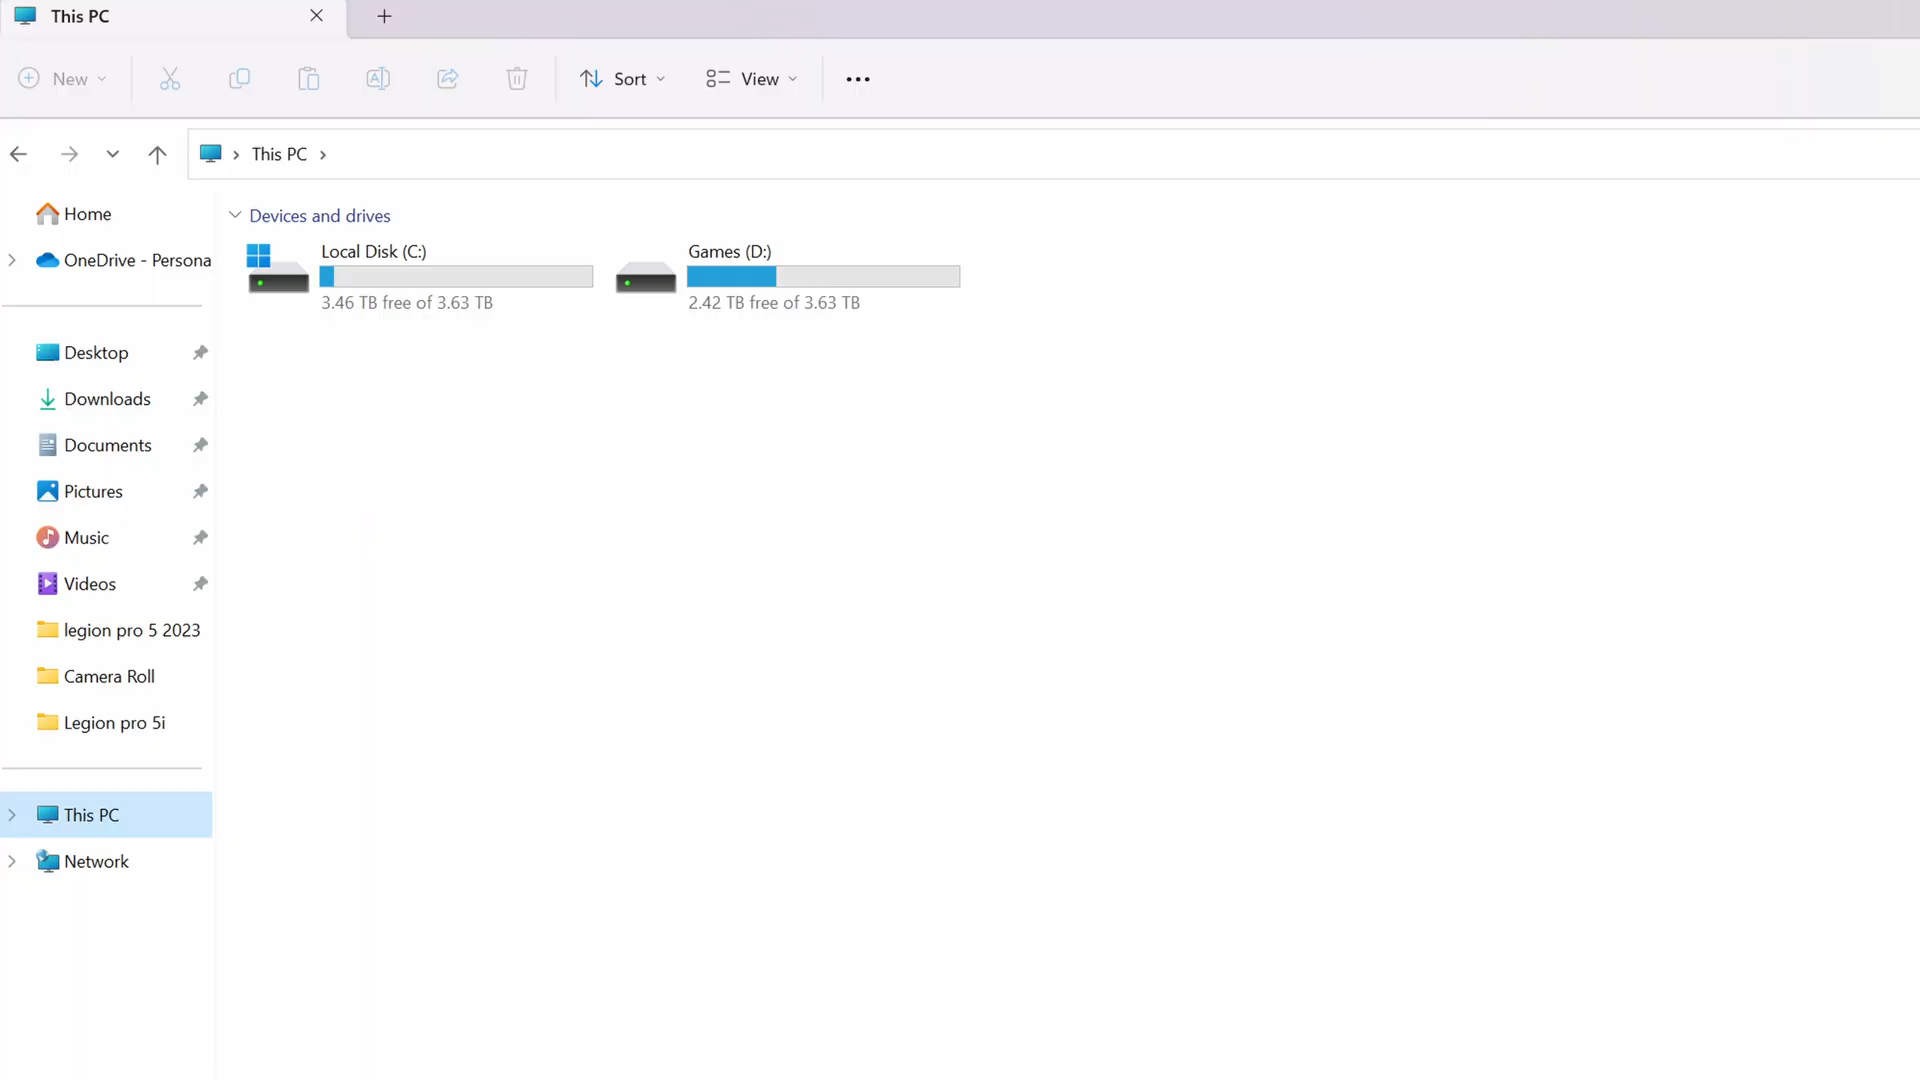 This PC
New
Sort
View
This PC
Home
OneDrive - Persona
Desktop
Downloads
Documents
Pictures
Music
Videos
legion pro 5 2023
Camera Roll
Legion pro 5i
This PC
Network
Devices and drives
Local Disk (C:)
3.46 TB free of 3.63 TB
Games (D:)
2.42 TB free of 3.63 TB